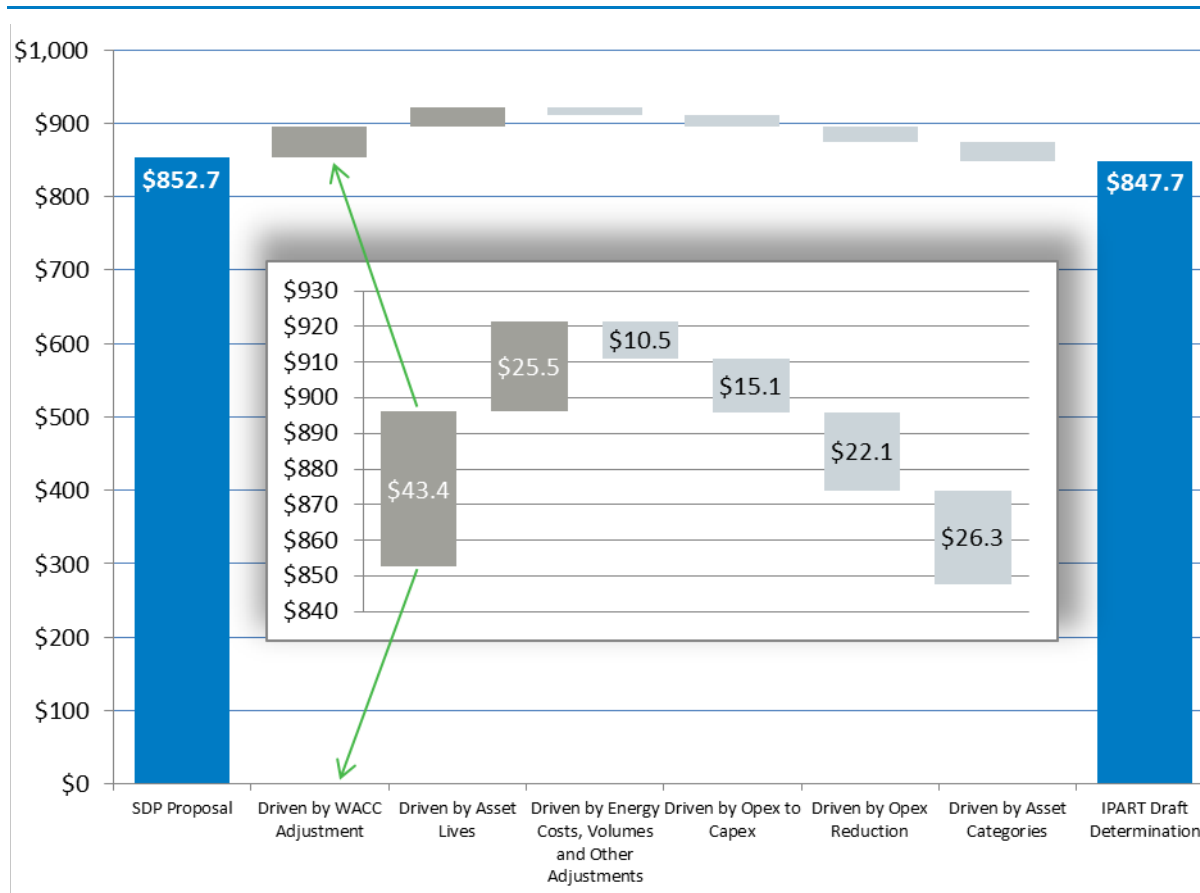 $1,000
$900
$800
$700
$600
$500
$400
$300
$200
$100
$0
$852.7
$847.7
$930
$920
$910
$900
$890
$880
$870
$860
$850
$840
$43.4
$25.5
$10.5
$15.1
$22.1
$26.3
SDP Proposal
Driven by WACC
Adjustment
Driven by Asset
Lives
Driven by Energy
Costs, Volumes
and Other
Adjustments
Driven by Opex to
Capex
Driven by Opex
Reduction
Driven by Asset
Categories
IPART Draft
Determination